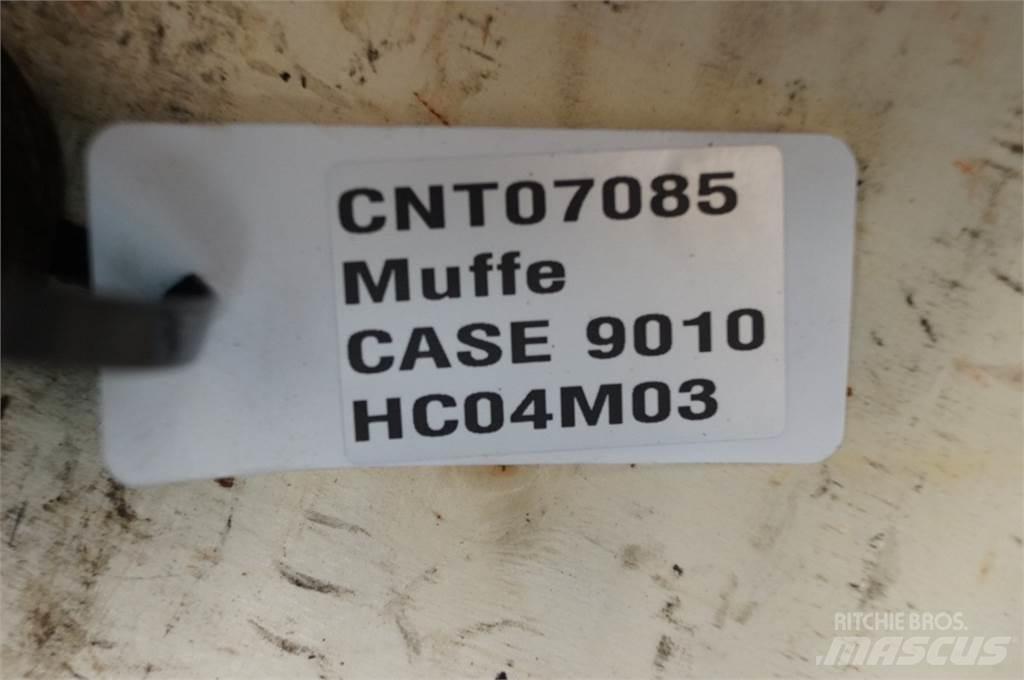 CNT07085
Muffe
CASE 9010
HC04M03
RITCHIE BROS.
MASCUS